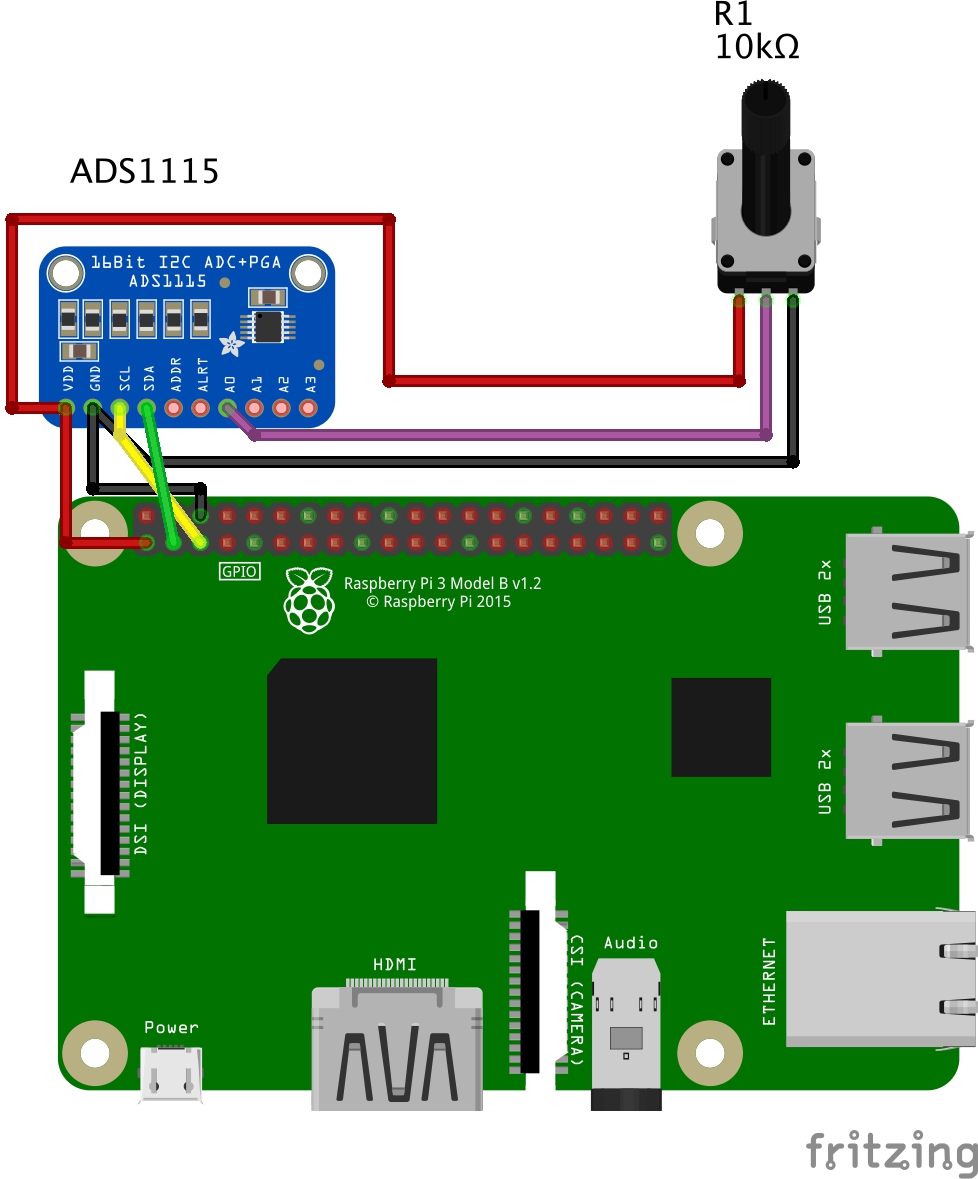 R1
10kΩ
ADS1115
16Bit I2C ADC+PGA
ADS1115
VDD
GND
SCL
SDA
ADDR
ALRT
A0
A1
A2
A3
GPIO
Raspberry Pi 3 Model B v1.2
© Raspberry Pi 2015
USB 2x
USB 2x
DSI (DISPLAY)
CSI (CAMERA)
Audio
ETHERNET
HDMI
Power
fritzing